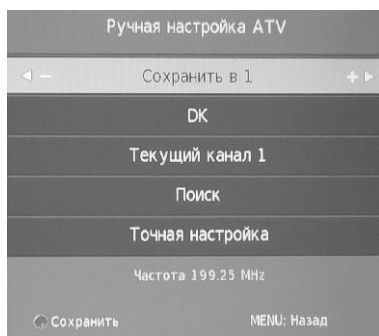 Ручная настройка ATV
Сохранить в 1
DK
Текущий канал 1
Поиск
Точная настройка
Частота 199.25 MHz
Сохранить MENU: Назад